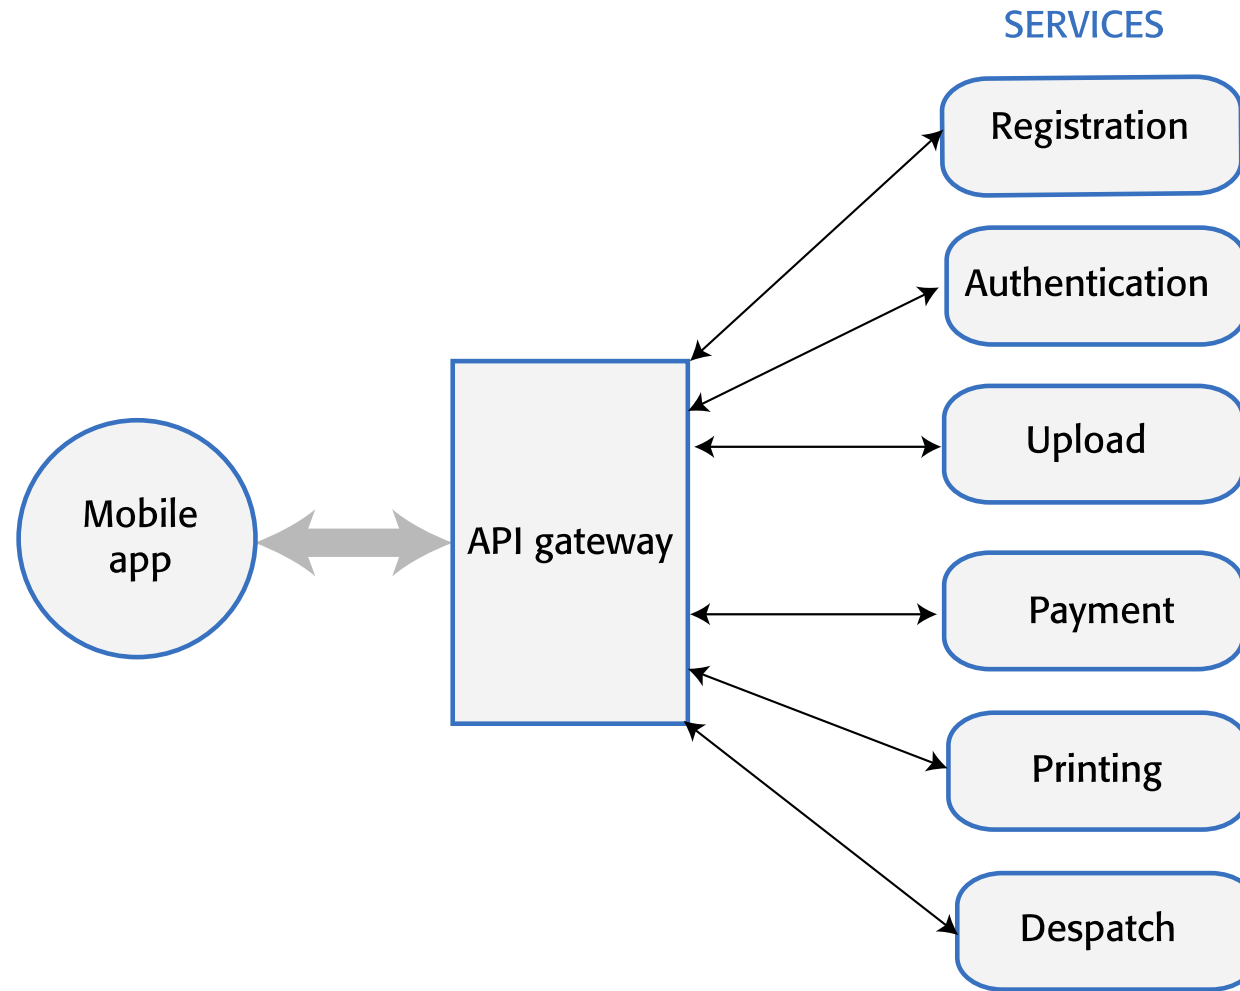 SERVICES
Registration
Authentication
Upload
Mobile
app
API gateway
Payment
Printing
Despatch